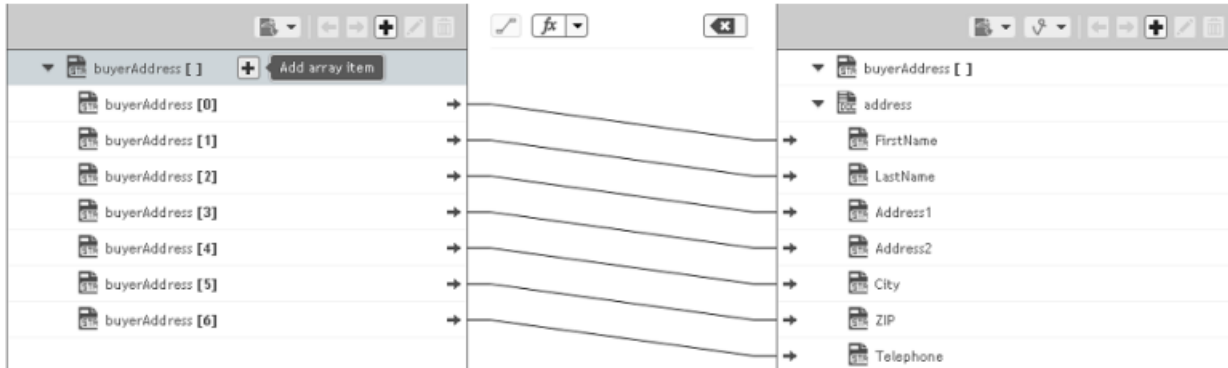 fx
buyerAddress [ ]
Add array item
buyerAddress [0]
buyerAddress [1]
buyerAddress [2]
buyerAddress [3]
buyerAddress [4]
buyerAddress [5]
buyerAddress [6]
buyerAddress [ ]
address
FirstName
LastName
Address1
Address2
City
ZIP
Telephone